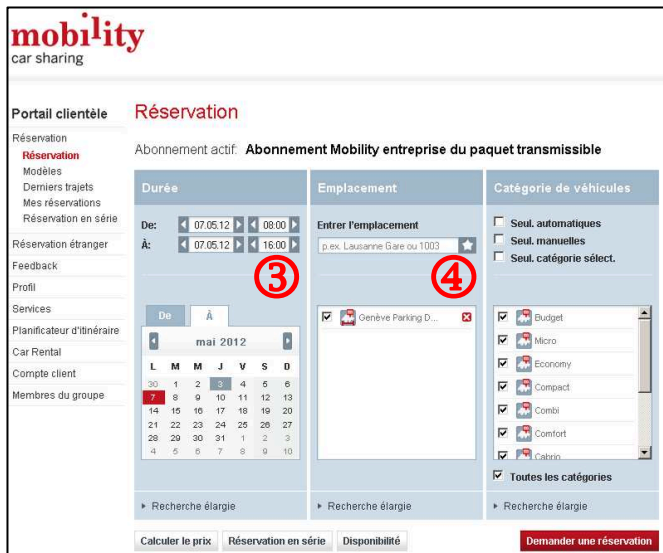 mobility
car sharing
Portail clientèle
Réservation
Réservation
Modèles
Derniers trajets
Mes réservations
Réservation en série
Réservation étranger
Feedback
Profil
Services
Planificateur d'itinéraire
Car Rental
Compte client
Membres du groupe
Réservation
Abonnement actif: Abonnement Mobility entreprise du paquet transmissible
Durée
De: 07.05.12 08:00
À: 07.05.12 16:00
③
De À
mai 2012
L M M J V S D
30 1 2 3 4 5 6
7 8 9 10 11 12 13
14 15 16 17 18 19 20
21 22 23 24 25 26 27
28 29 30 31 1 2 3
4 5 6 7 8 9 10
Recherche élargie
Emplacement
Entrer l'emplacement
p.ex. Lausanne Gare ou 1003
④
Genève Parking D...
Recherche élargie
Catégorie de véhicules
Seul. automatiques
Seul. manuelles
Seul. catégorie sélect.
Budget
Micro
Economy
Compact
Combi
Comfort
Cabrio
Toutes les catégories
Recherche élargie
Calculer le prix Réservation en série Disponibilité Demander une réservation